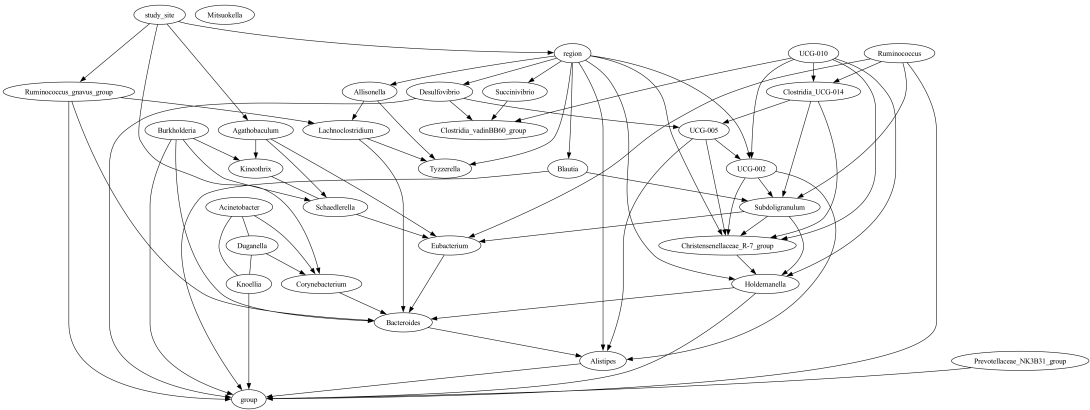 study_site
Mitsuokella
region
UCG-010
Ruminococcus
Ruminococcus_gnavus_group
Allisonella
Desulfovibrio
Succinivibrio
Clostridia_UCG-014
Burkholderia
Agathobaculum
Lachnoclostridium
Clostridia_vadinBB60_group
UCG-005
Kineothrix
Tyzzerella
Blautia
UCG-002
Acinetobacter
Schaedlerella
Subdoligranulum
Duganella
Eubacterium
Christensenellaceae_R-7_group
Knoellia
Corynebacterium
Holdemanella
Bacteroides
Alistipes
Prevotellaceae_NK3B31_group
group